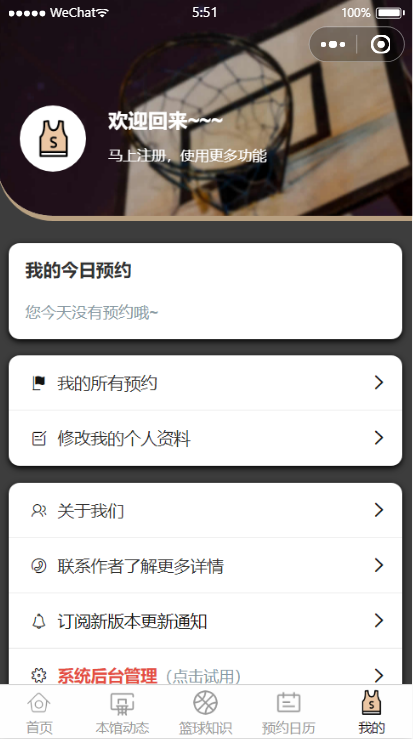 WeChat 5:51 100%
欢迎回来~~~
马上注册，使用更多功能
S
我的今日预约
您今天没有预约哦~
我的所有预约
修改我的个人资料
关于我们
联系作者了解更多详情
订阅新版本更新通知
系统后台管理（点击试用）
首页 本馆动态 篮球知识 预约日历 我的